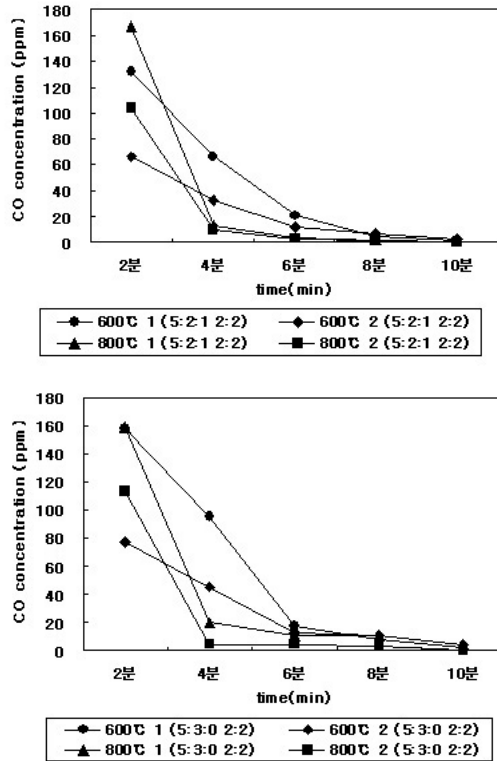 180
160
140
120
100
80
60
40
20
0
CO concentration (ppm)
2분 4분 6분 8분 10분
time(min)
600℃ 1 (5:2:1 2:2) 600℃ 2 (5:2:1 2:2)
800℃ 1 (5:2:1 2:2) 800℃ 2 (5:2:1 2:2)
180
160
140
120
100
80
60
40
20
0
CO concentration (ppm)
2분 4분 6분 8분 10분
time(min)
600℃ 1 (5:3:0 2:2) 600℃ 2 (5:3:0 2:2)
800℃ 1 (5:3:0 2:2) 800℃ 2 (5:3:0 2:2)